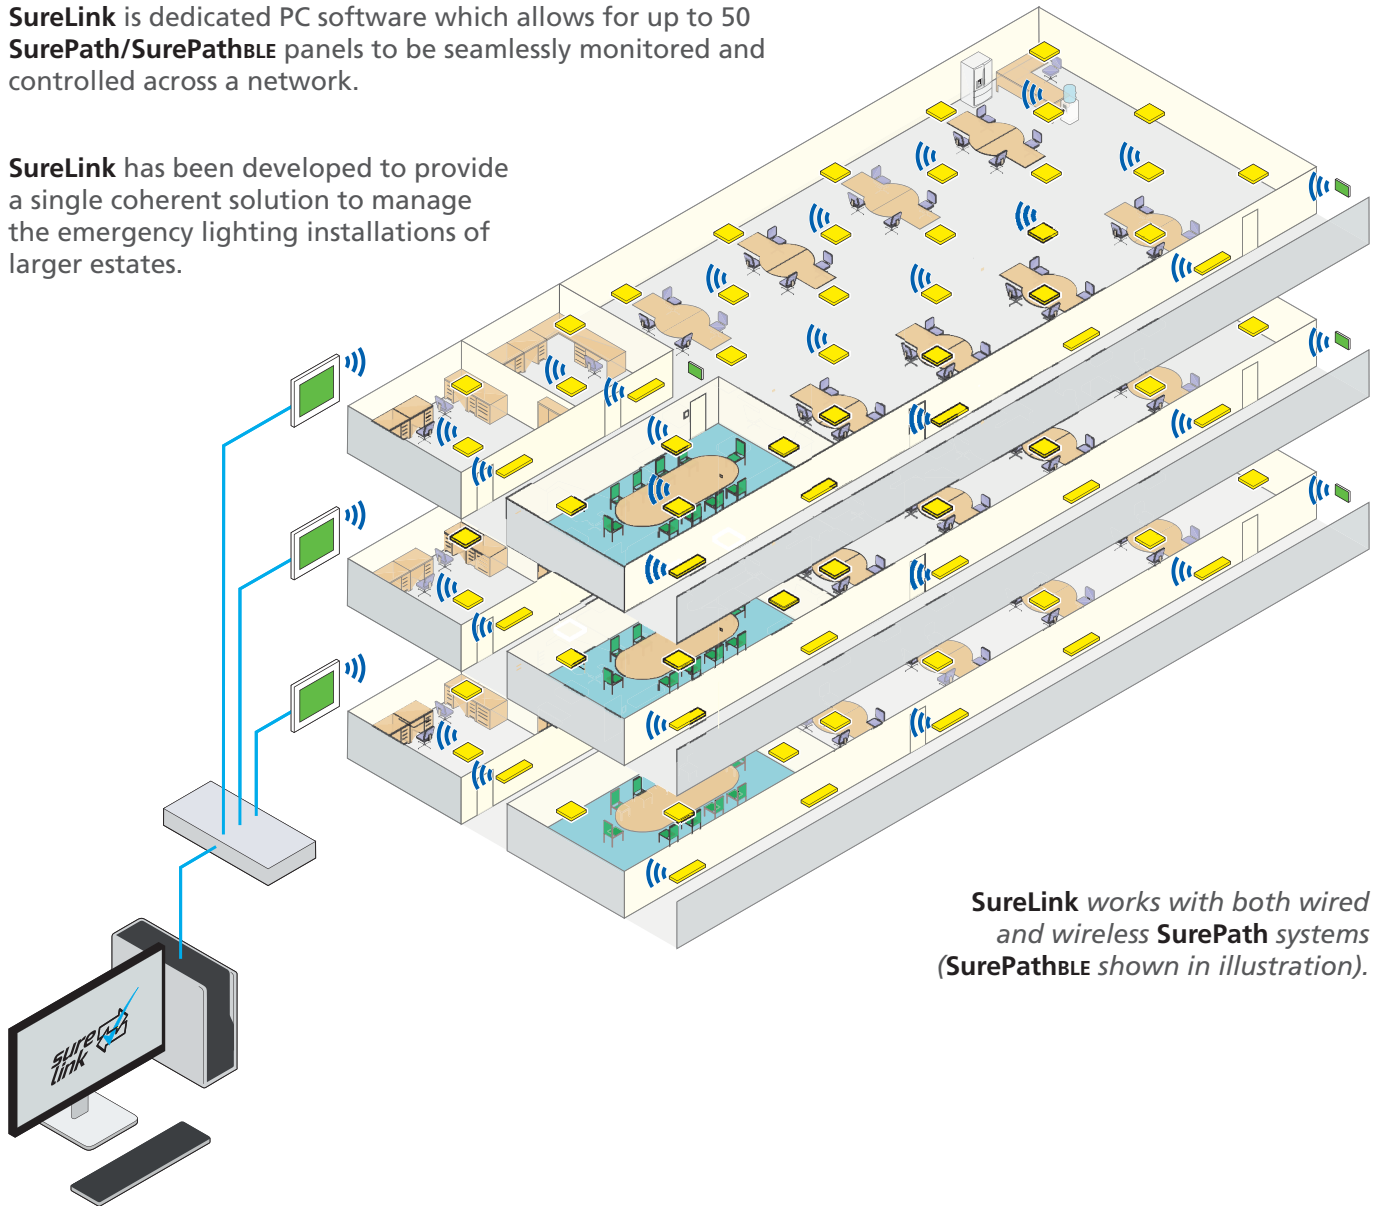 SureLink is dedicated PC software which allows for up to 50
SurePath/SurePathBLE panels to be seamlessly monitored and
controlled across a network.
SureLink has been developed to provide
a single coherent solution to manage
the emergency lighting installations of
larger estates.
SureLink works with both wired
and wireless SurePath systems
(SurePathBLE shown in illustration).
sure
link